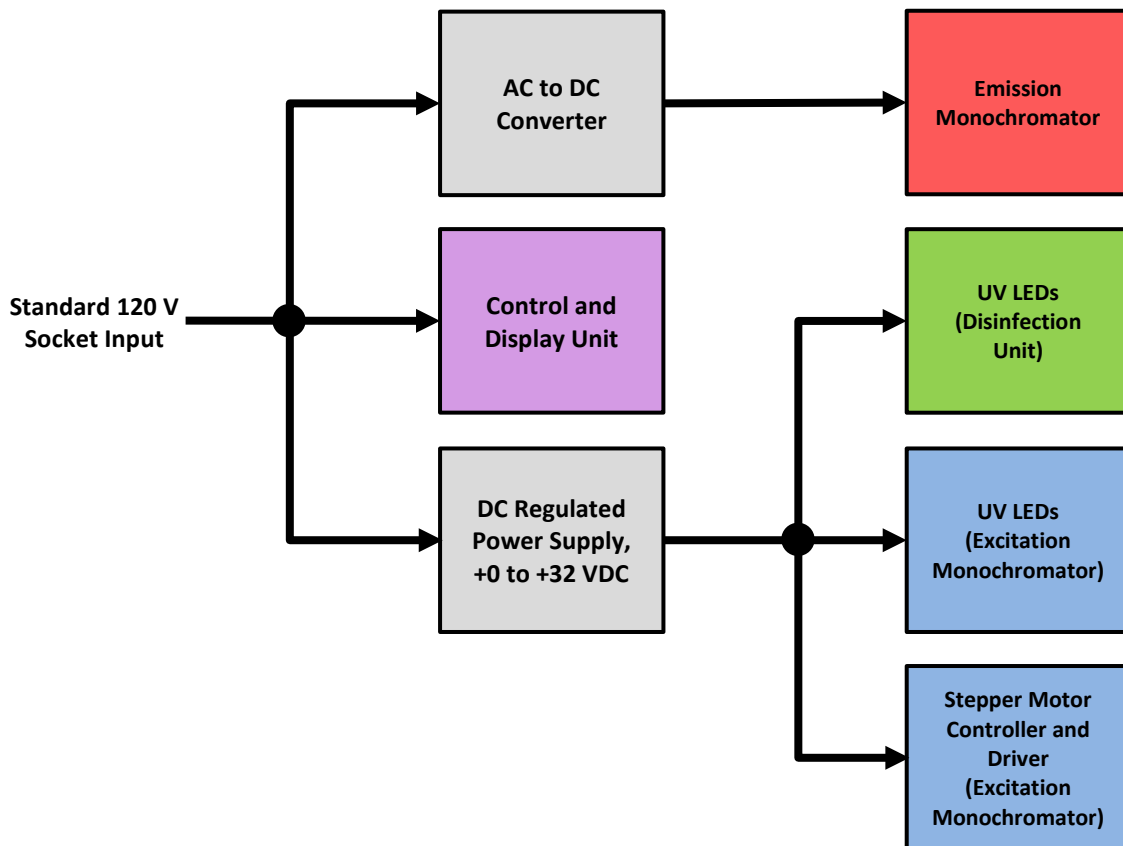 AC to DC
Converter
Emission
Monochromator
Standard 120 V
Socket Input
Control and
Display Unit
UV LEDs
(Disinfection
Unit)
DC Regulated
Power Supply,
+0 to +32 VDC
UV LEDs
(Excitation
Monochromator)
Stepper Motor
Controller and
Driver
(Excitation
Monochromator)